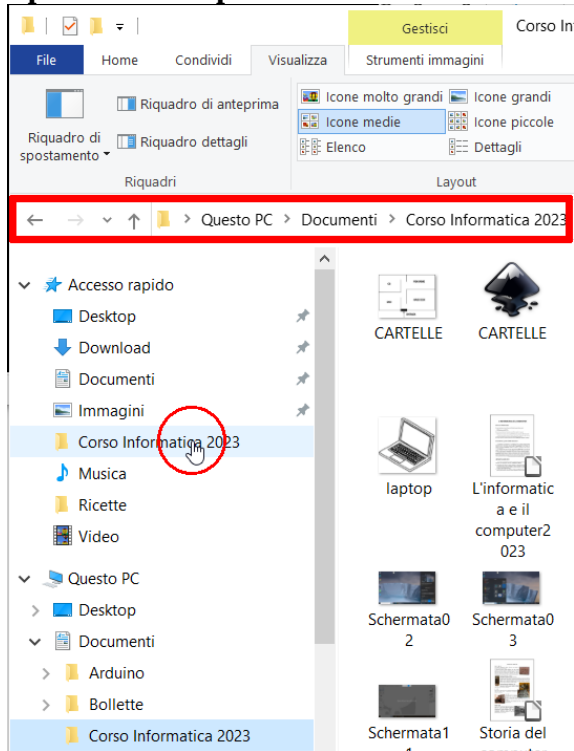 Gestisci
Corso In
File
Home
Condividi
Visualizza
Strumenti immagini
Riquadro di spostamento
Riquadro di anteprima
Riquadro dettagli
Icone molto grandi
Icone grandi
Icone medie
Icone piccole
Elenco
Dettagli
Riquadri
Layout
Questo PC > Documenti > Corso Informatica 2023
Accesso rapido
Desktop
Download
Documenti
Immagini
Corso Informatica 2023
Musica
Ricette
Video
Questo PC
Desktop
Documenti
Arduino
Bollette
Corso Informatica 2023
CARTELLE
CARTELLE
laptop
L'informatic
a e il
computer2
023
Schermata0
2
Schermata0
3
Schermata1
Storia del